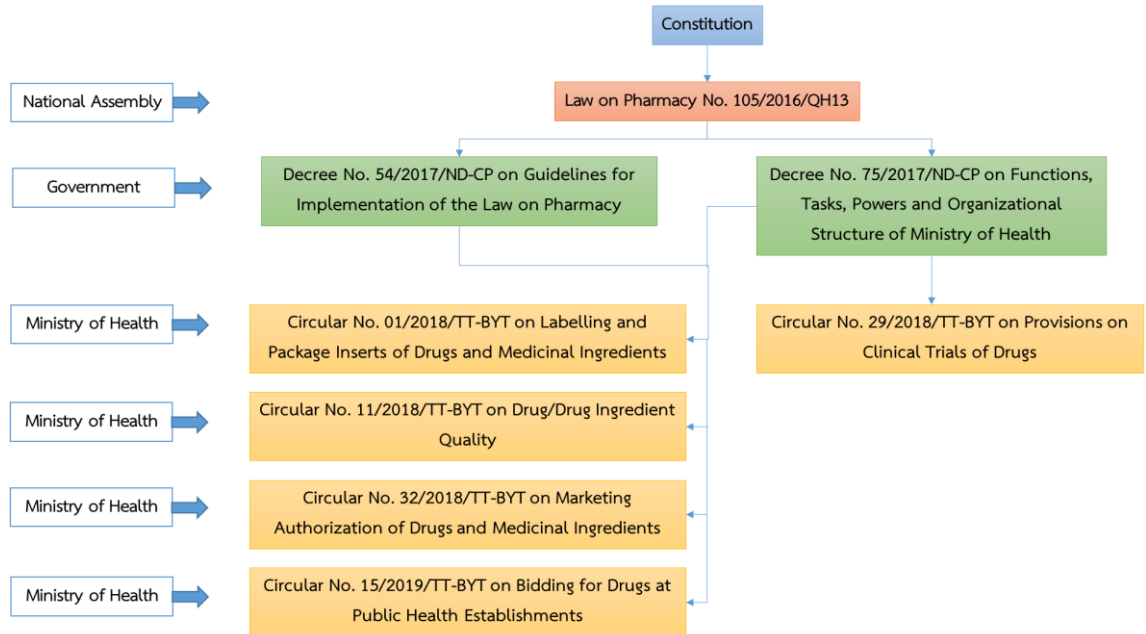 Constitution
National Assembly
Law on Pharmacy No. 105/2016/QH13
Government
Decree No. 54/2017/ND-CP on Guidelines for
Implementation of the Law on Pharmacy
Decree No. 75/2017/ND-CP on Functions,
Tasks, Powers and Organizational
Structure of Ministry of Health
Ministry of Health
Circular No. 01/2018/TT-BYT on Labelling and
Package Inserts of Drugs and Medicinal Ingredients
Circular No. 29/2018/TT-BYT on Provisions on
Clinical Trials of Drugs
Ministry of Health
Circular No. 11/2018/TT-BYT on Drug/Drug Ingredient
Quality
Ministry of Health
Circular No. 32/2018/TT-BYT on Marketing
Authorization of Drugs and Medicinal Ingredients
Ministry of Health
Circular No. 15/2019/TT-BYT on Bidding for Drugs at
Public Health Establishments